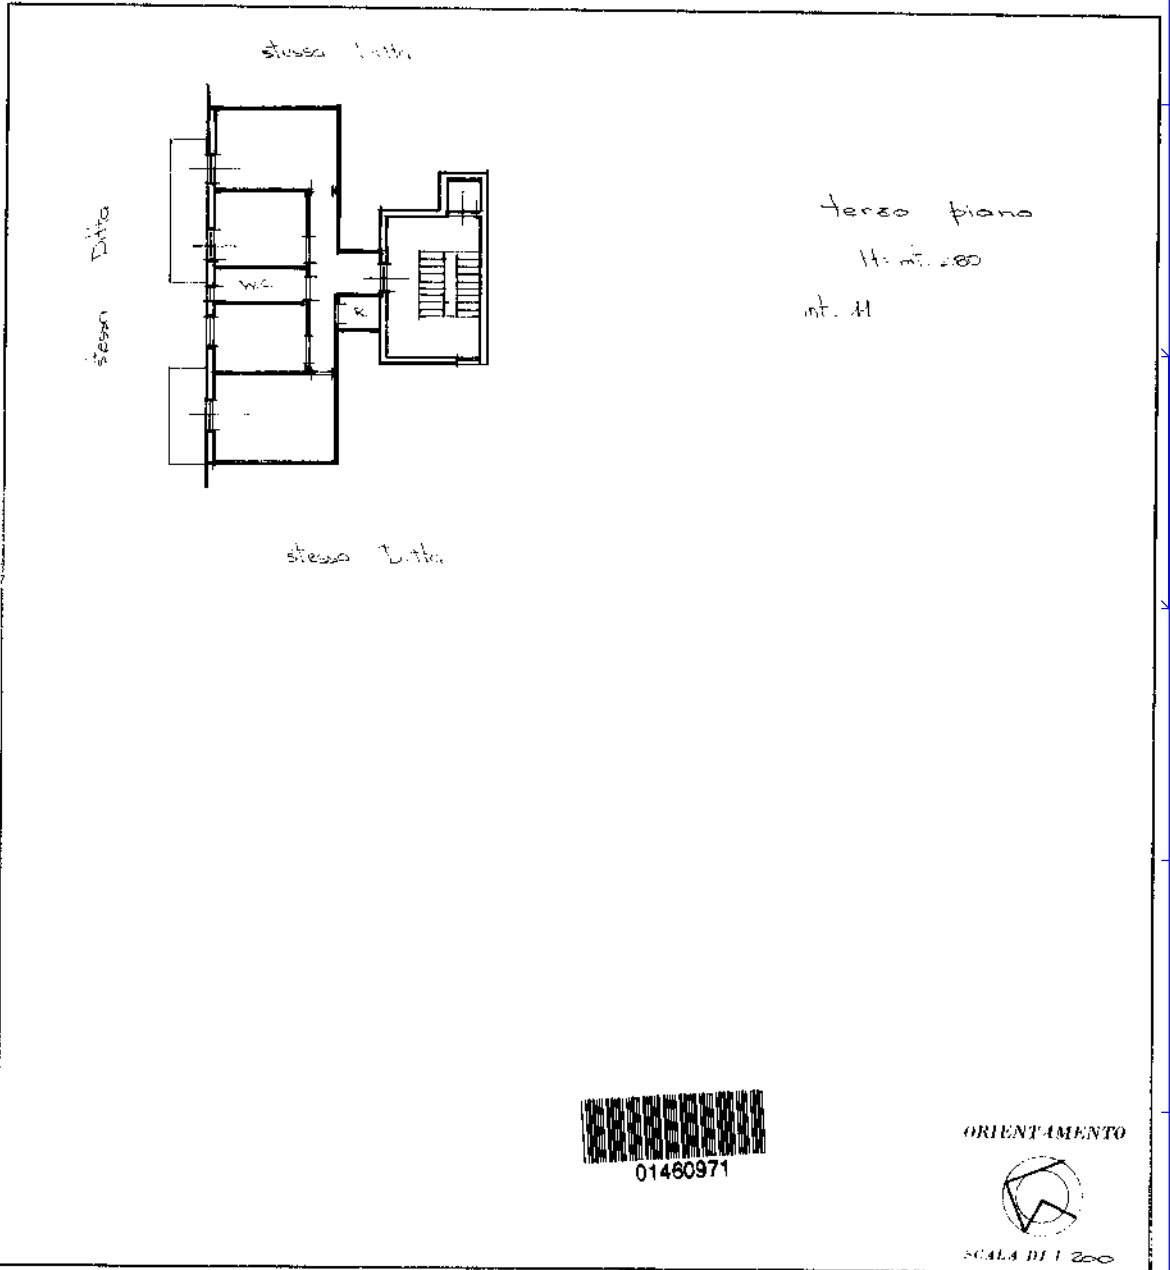 stessa Ditta
terzo piano
H= mt. 2.80
int. 11
stessa Ditta
W.C.
R.
stessa Ditta
01460971
ORIENTAMENTO
SCALA DI 1 200